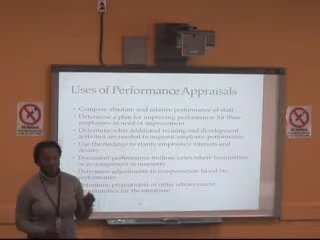 Uses of Performance Appraisals
Compare absolute and relative performance of staff
Determine a plan for improving performance for those
employees in need of improvement
Determine what additional training and development
activities are needed to improve employee performance
Use the findings to clarify employee interests and
desires
Document performance
in cases where termination
or re-assignment is necessary
Determine adjustments in compensation based on
performance
Determine promotional or other advancement
opportunities for the employee